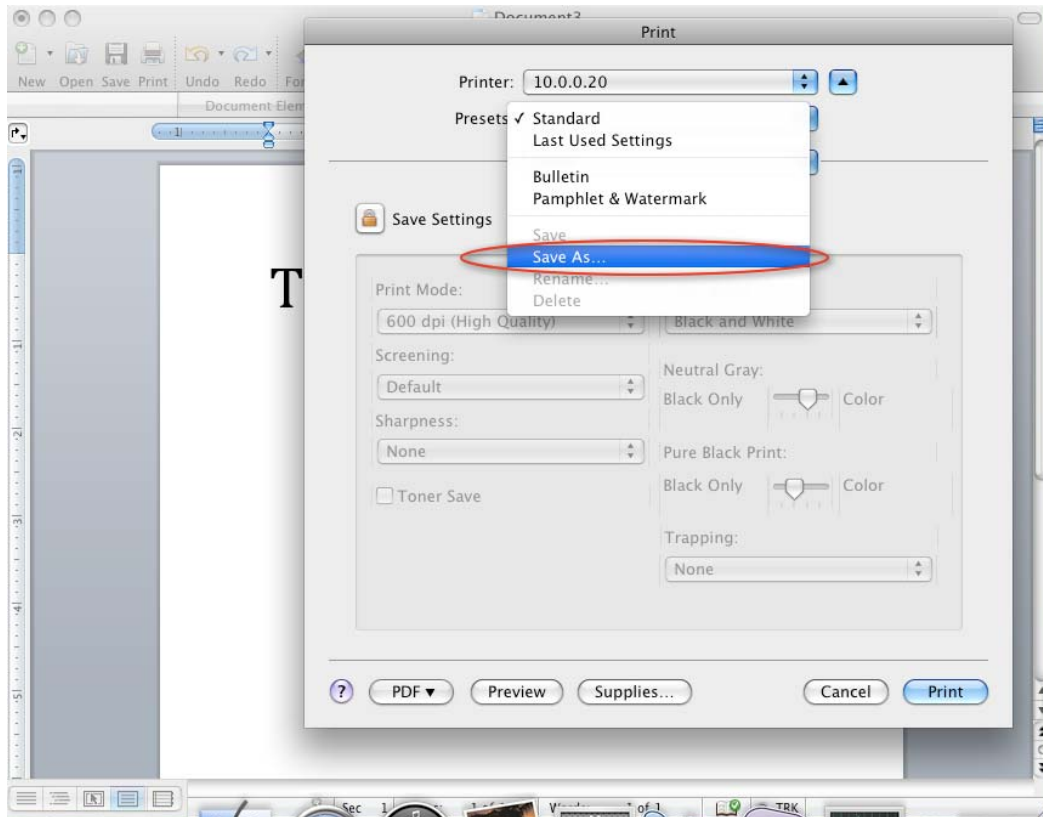 Document3
Print
New Open Save Print Undo Redo
Document
Printer: 10.0.0.20
Presets ✓ Standard
Last Used Settings
Bulletin
Pamphlet & Watermark
Save
Save As...
Rename...
Delete
Save Settings
T
Print Mode:
600 dpi (High Quality)
Black and White
Screening:
Default
Neutral Gray:
Black Only Color
Sharpness:
None
Pure Black Print:
Black Only Color
Toner Save
Trapping:
None
? PDF ▼ Preview Supplies... Cancel Print
Sec 1 of 1 TRK